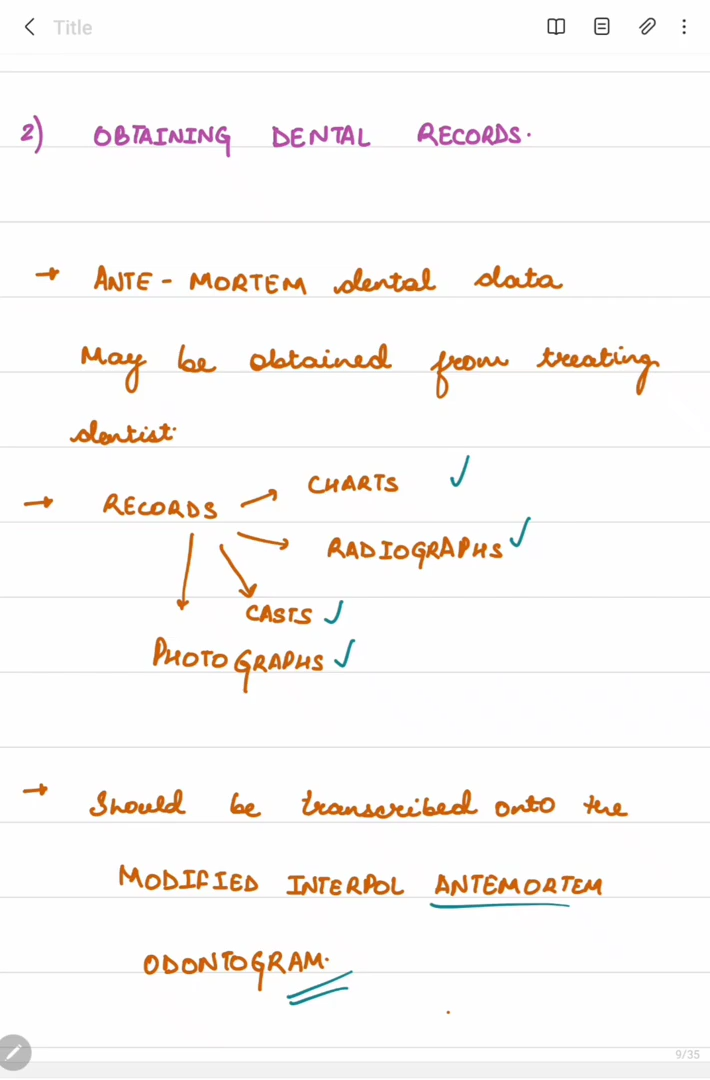 Title
2) OBTAINING DENTAL RECORDS.
→ ANTE - MORTEM dental data
May be obtained from treating
dentist.
→ RECORDS → CHARTS ✓
→ RADIOGRAPHS ✓
→ CASTS ✓
→ PHOTOGRAPHS ✓
→ Should be transcribed onto the
MODIFIED INTERPOL ANTEMORTEM
ODONTOGRAM.
9/35